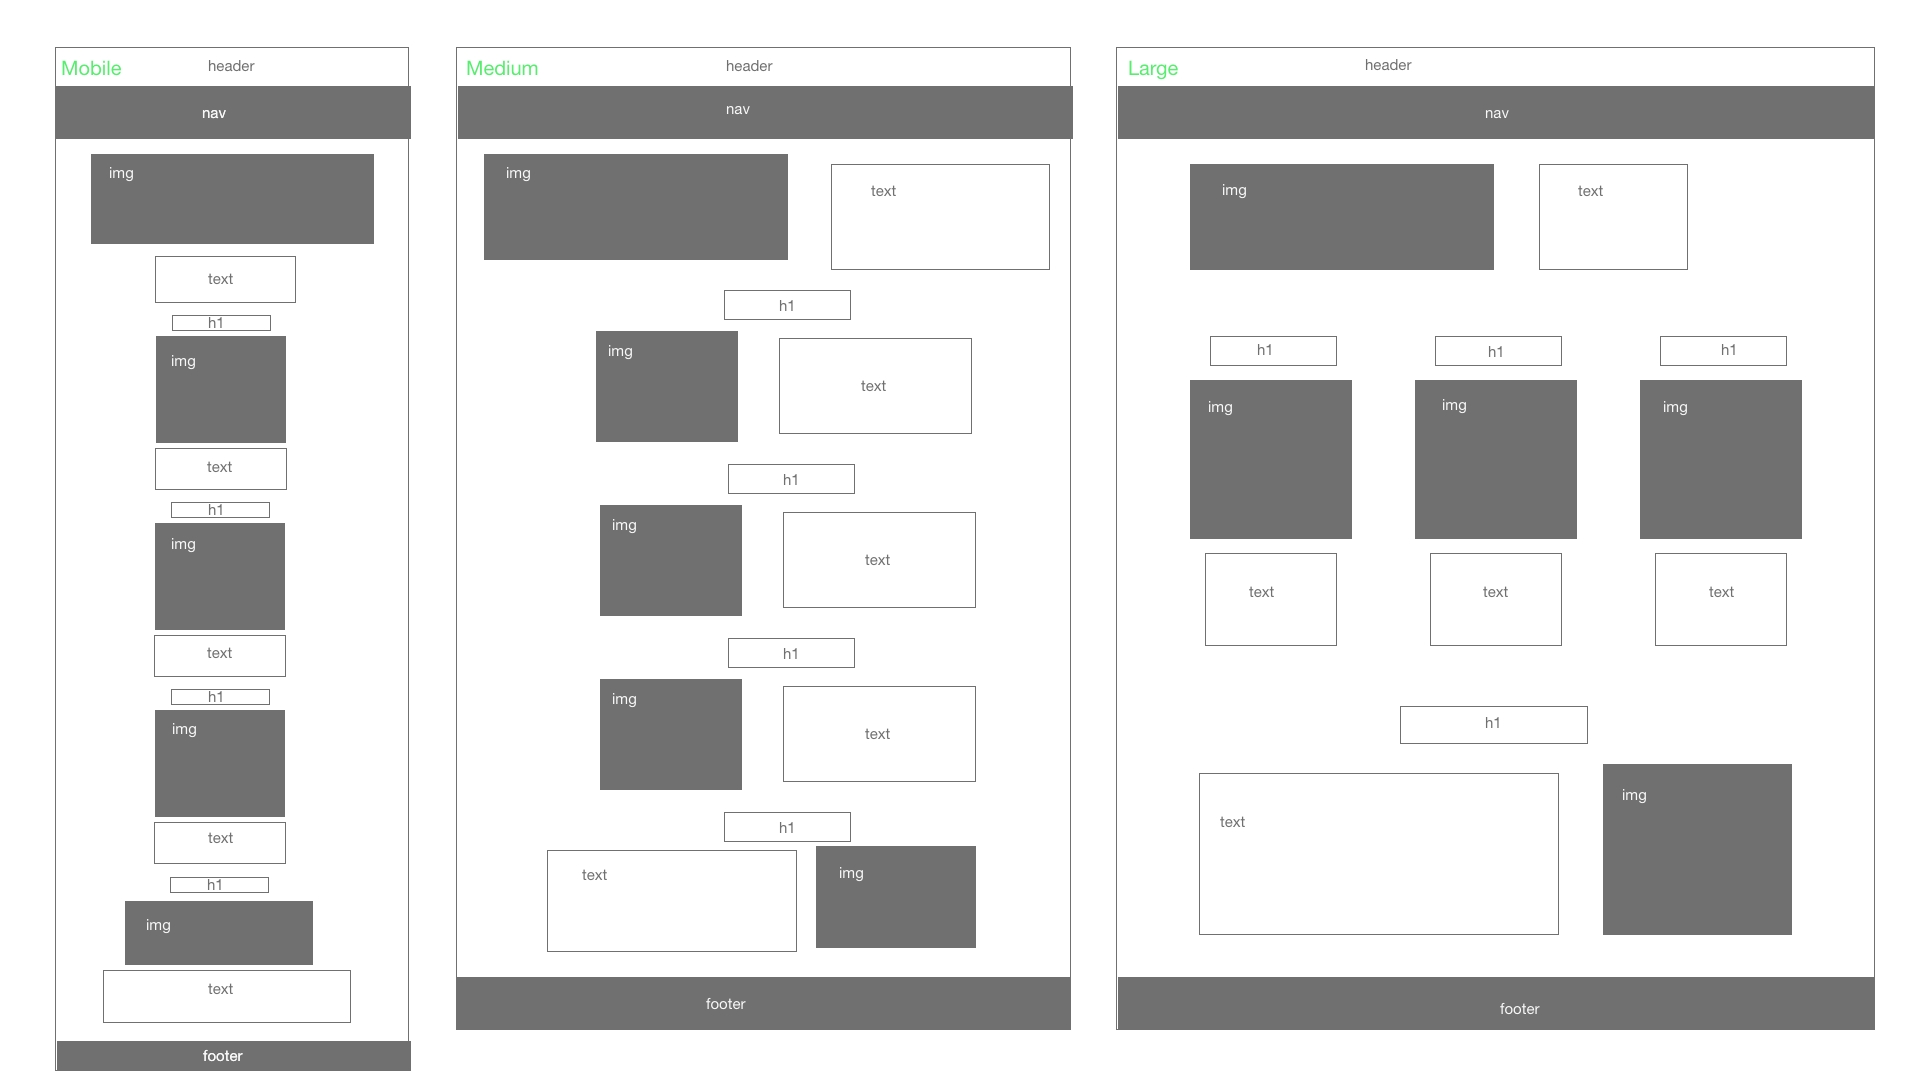 Mobile
header
nav
img
text
h1
img
text
h1
img
text
h1
img
text
h1
img
text
footer
Medium
header
nav
img
text
h1
img
text
h1
img
text
h1
img
text
h1
text
img
footer
Large
header
nav
img
text
h1
h1
h1
img
img
img
text
text
text
h1
text
img
footer